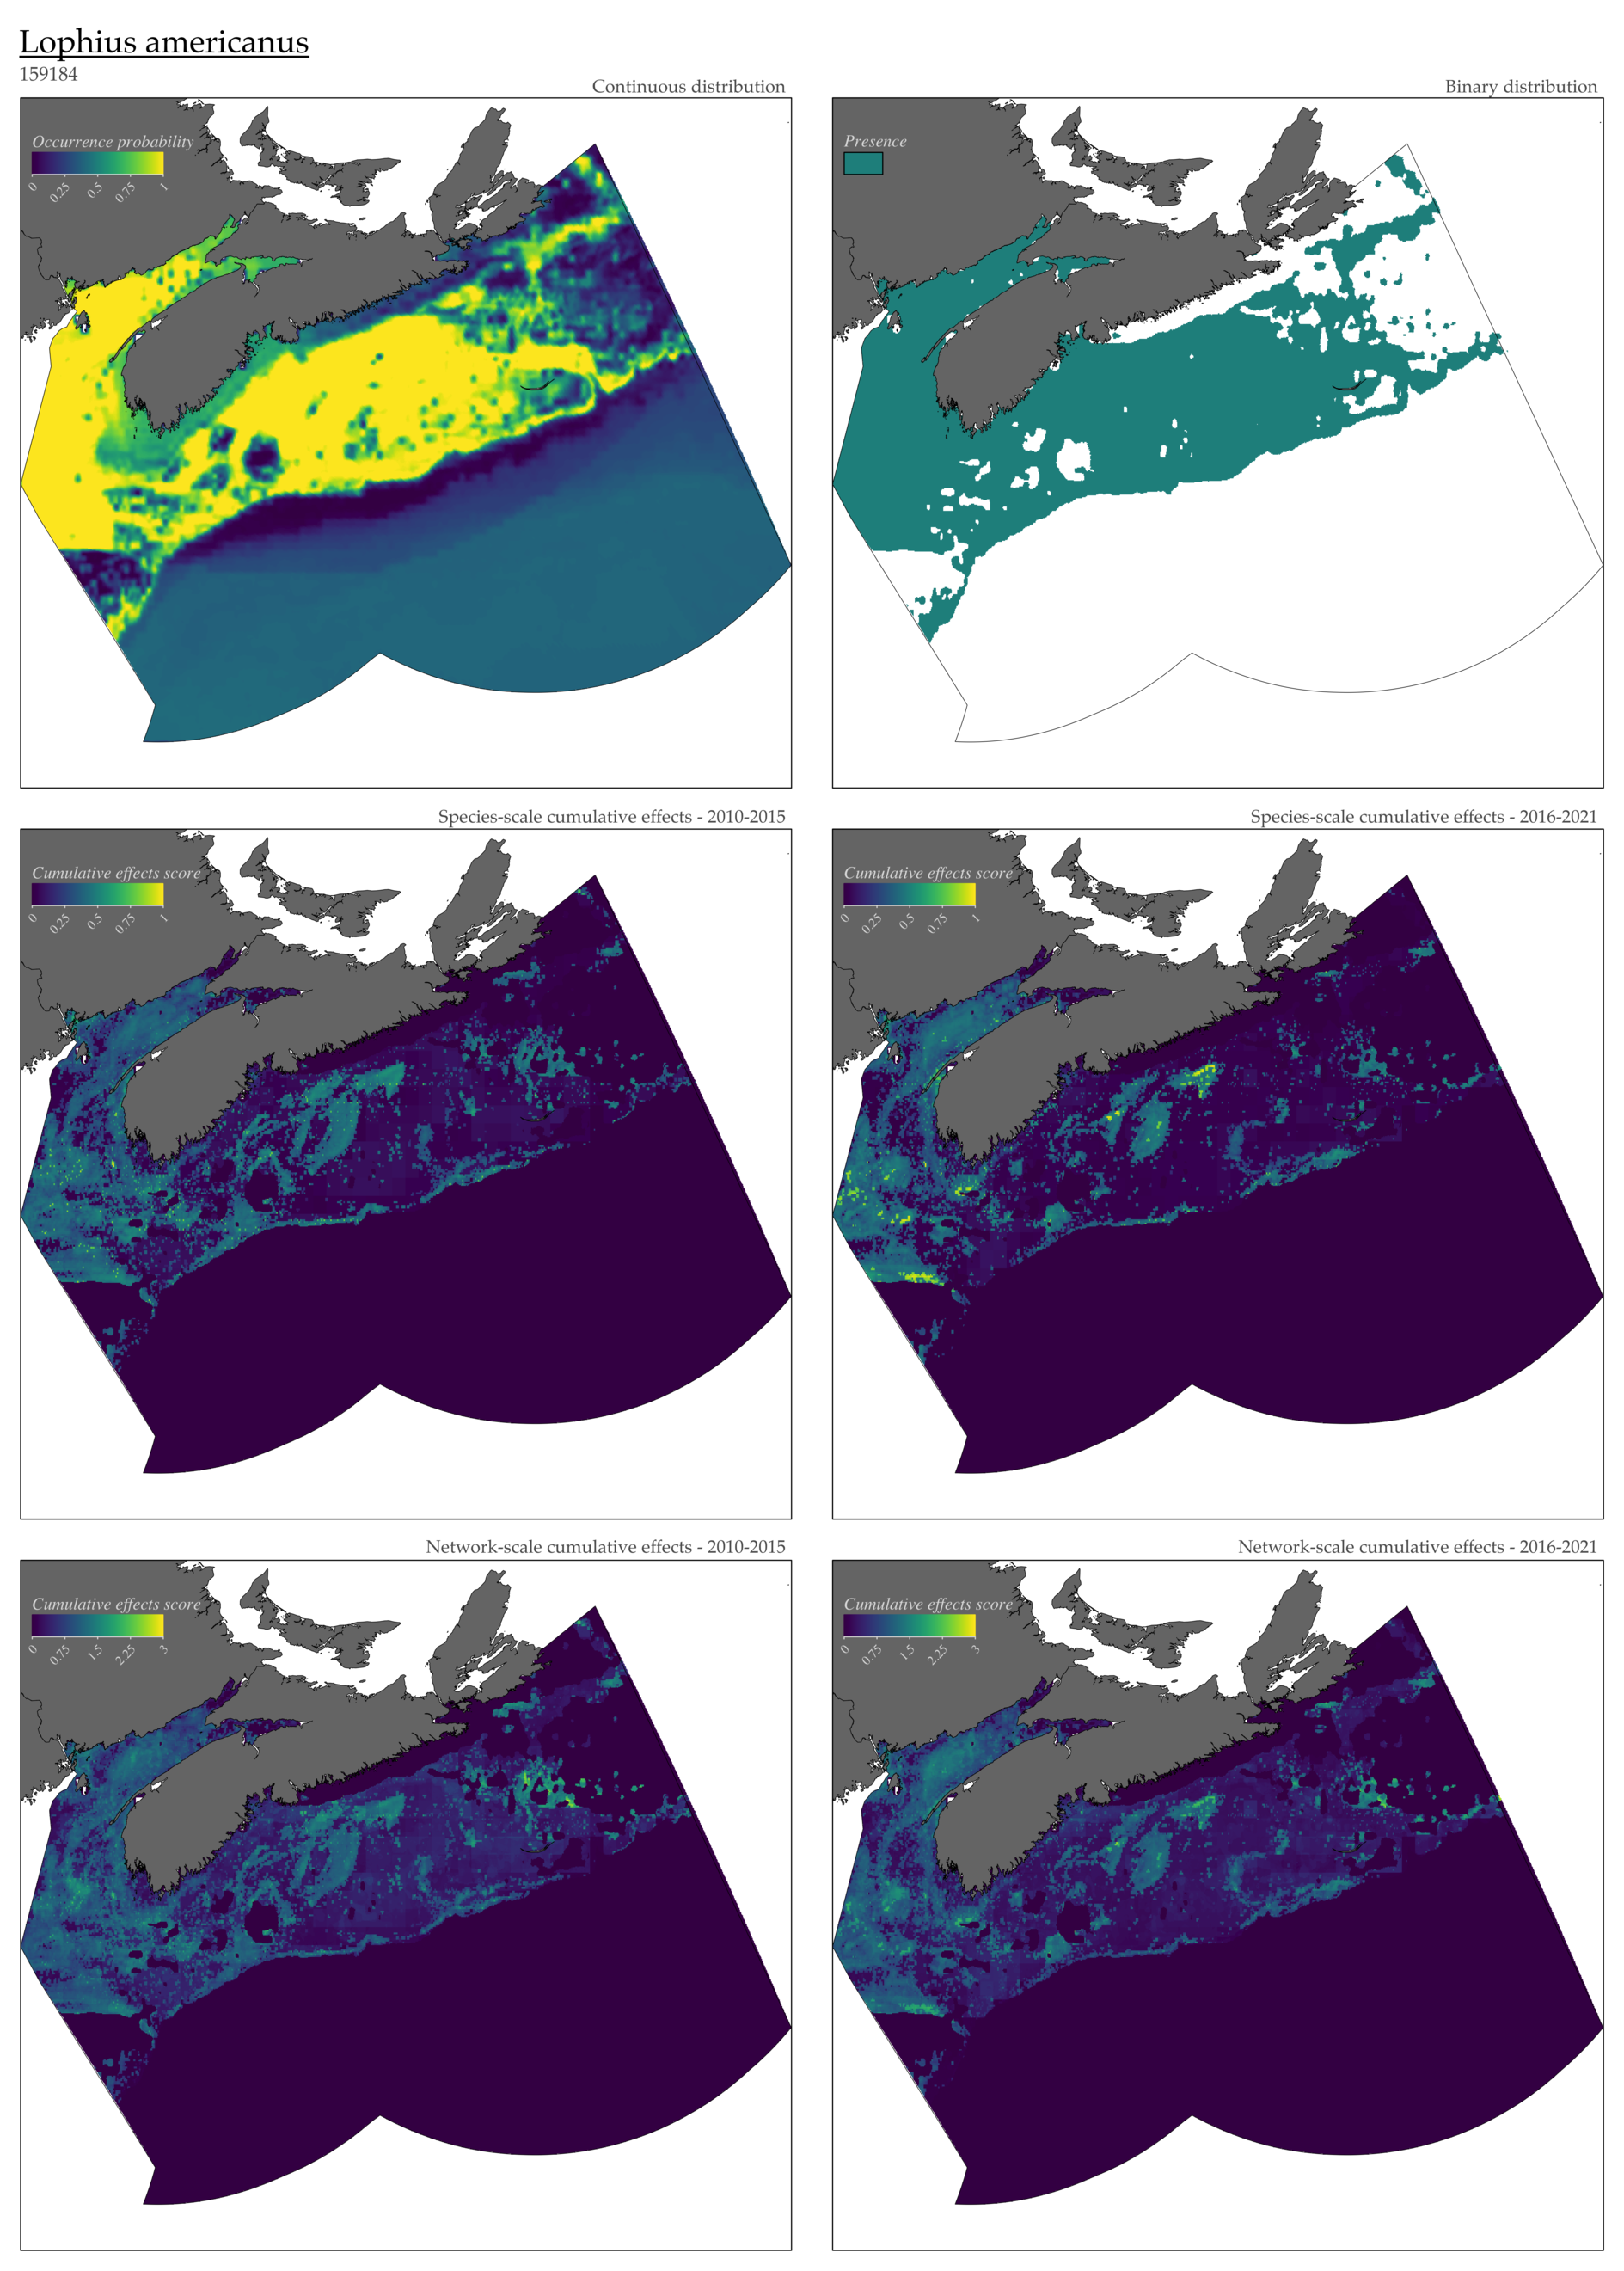 Lophius americanus
159184
Continuous distribution
Occurrence probability
0 0.25 0.5 0.75 1
Binary distribution
Presence
Species-scale cumulative effects - 2010-2015
Cumulative effects score
0 0.25 0.5 0.75 1
Species-scale cumulative effects - 2016-2021
Cumulative effects score
0 0.25 0.5 0.75 1
Network-scale cumulative effects - 2010-2015
Cumulative effects score
0 0.75 1.5 2.25 3
Network-scale cumulative effects - 2016-2021
Cumulative effects score
0 0.75 1.5 2.25 3